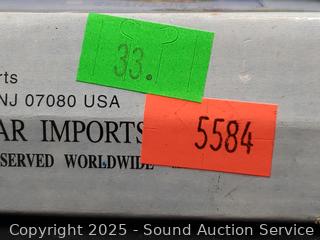 33.
rts
NJ 07080 USA
AR IMPORTS
5584
SERVED WORLDWIDE
Copyright 2025 - Sound Auction Service